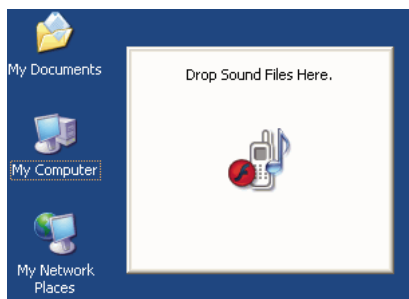 My Documents
Drop Sound Files Here.
My Computer
My Network
Places